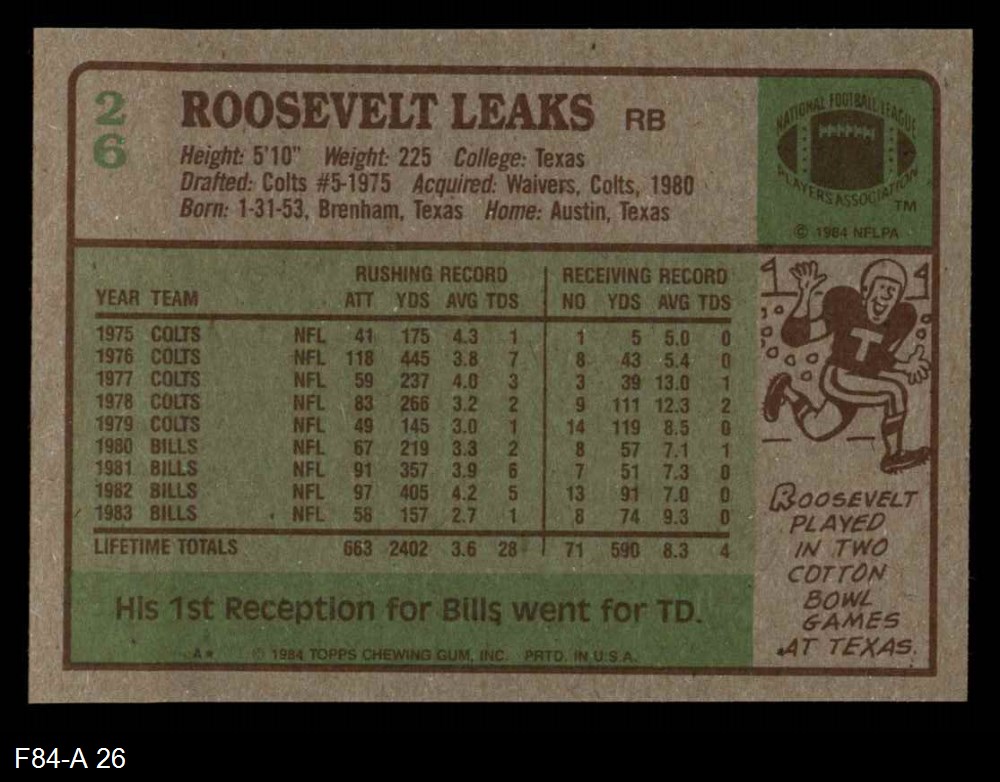 26
ROOSEVELT LEAKS RB
Height: 5'10" Weight: 225 College: Texas
Drafted: Colts #5-1975 Acquired: Waivers, Colts, 1980
Born: 1-31-53, Brenham, Texas Home: Austin, Texas
NATIONAL FOOTBALL LEAGUE
PLAYERS ASSOCIATION
TM
© 1984 NFLPA
RUSHING RECORD RECEIVING RECORD
YEAR TEAM ATT YDS AVG TDS NO YDS AVG TDS
1975 COLTS NFL 41 175 4.3 1 1 5 5.0 0
1976 COLTS NFL 118 445 3.8 7 8 43 5.4 0
1977 COLTS NFL 59 237 4.0 3 3 39 13.0 1
1978 COLTS NFL 83 266 3.2 2 9 111 12.3 2
1979 COLTS NFL 49 145 3.0 1 14 119 8.5 0
1980 BILLS NFL 67 219 3.3 2 8 57 7.1 1
1981 BILLS NFL 91 357 3.9 6 7 51 7.3 0
1982 BILLS NFL 97 405 4.2 5 13 91 7.0 0
1983 BILLS NFL 58 157 2.7 1 8 74 9.3 0
LIFETIME TOTALS 663 2402 3.6 28 71 590 8.3 4
His 1st Reception for Bills went for TD.
A* © 1984 TOPPS CHEWING GUM, INC. PRTD. IN U.S.A.
T
ROOSEVELT
PLAYED
IN TWO
COTTON
BOWL
GAMES
AT TEXAS.
F84-A 26